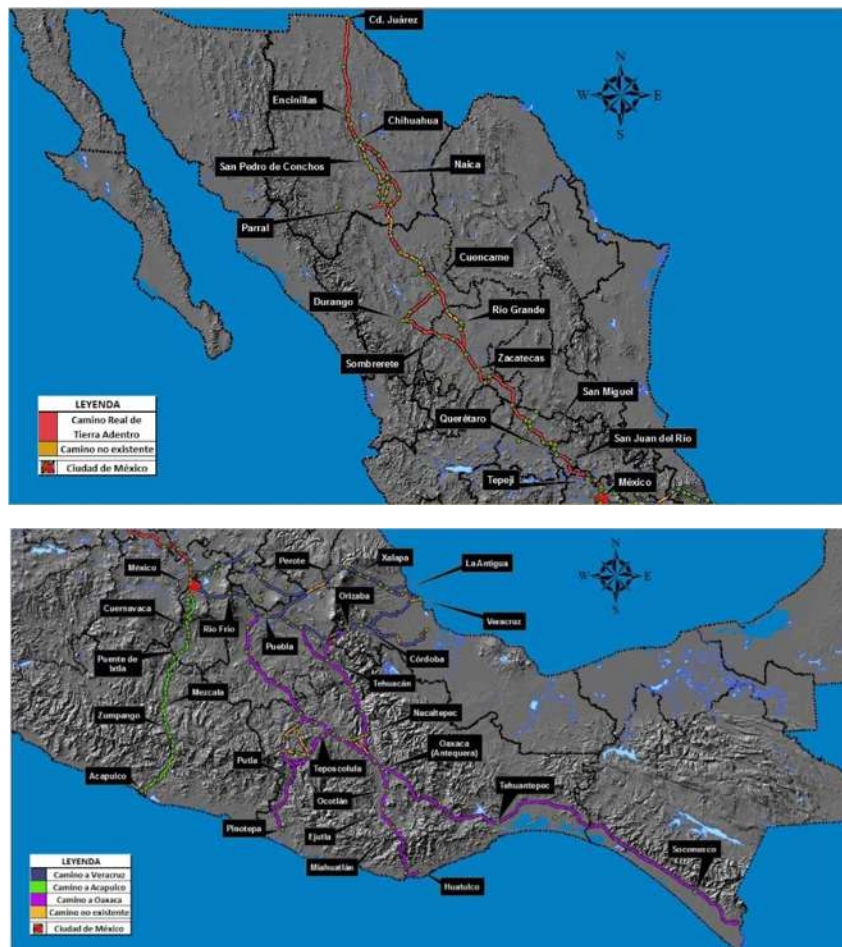 Cd. Juárez
N
W E
S
Encinillas
Chihuahua
San Pedro de Conchos
Naica
Parral
Cuencame
Durango
Río Grande
Sombrerete
Zacatecas
San Miguel
Querétaro
San Juan del Río
Tepeji
México
LEYENDA
Camino Real de
Tierra Adentro
Camino no existente
Ciudad de México
México
Perote
Xalapa
La Antigua
N
W E
S
Cuernavaca
Río Frío
Orizaba
Veracruz
Puente de
Ixtla
Puebla
Córdoba
Mezcala
Tehuacán
Zumpango
Nacaltepec
Acapulco
Putla
Teposcolula
Oaxaca
(Antequera)
Ocotlán
Tehuantepec
Pinotepa
Ejutla
Miahuatlán
Huatulco
Soconusco
LEYENDA
Camino a Veracruz
Camino a Acapulco
Camino a Oaxaca
Camino no existente
Ciudad de México